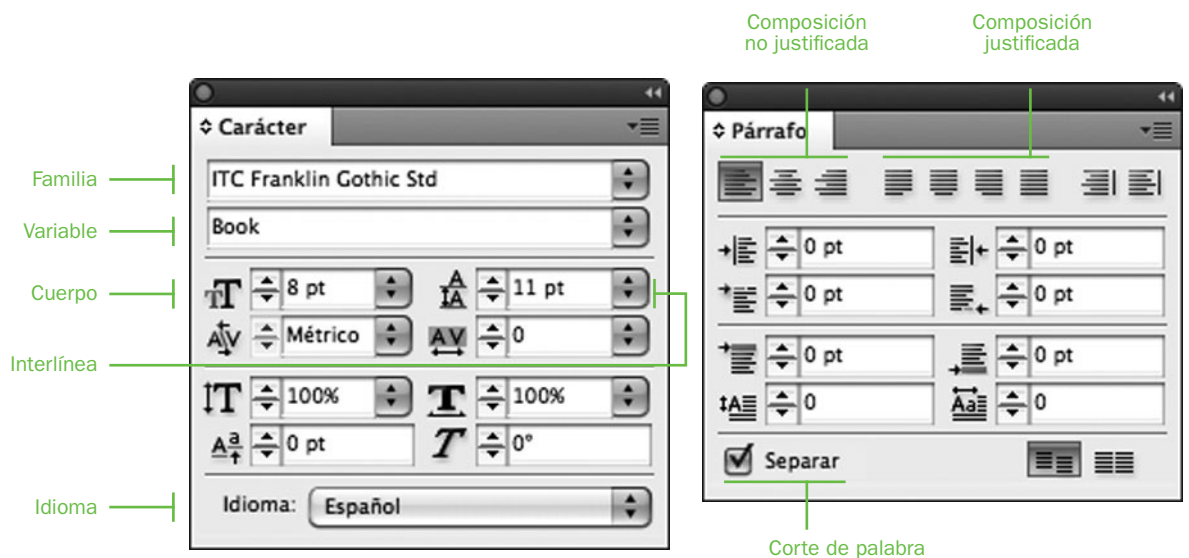 Composición
no justificada
Composición
justificada
Carácter
Familia
ITC Franklin Gothic Std
Variable
Book
Cuerpo
8 pt
11 pt
Métrico
0
Interlínea
100%
100%
0 pt
0°
Idioma
Idioma: Español
Párrafo
0 pt
0 pt
0 pt
0 pt
0 pt
0 pt
0
0
Separar
Corte de palabra